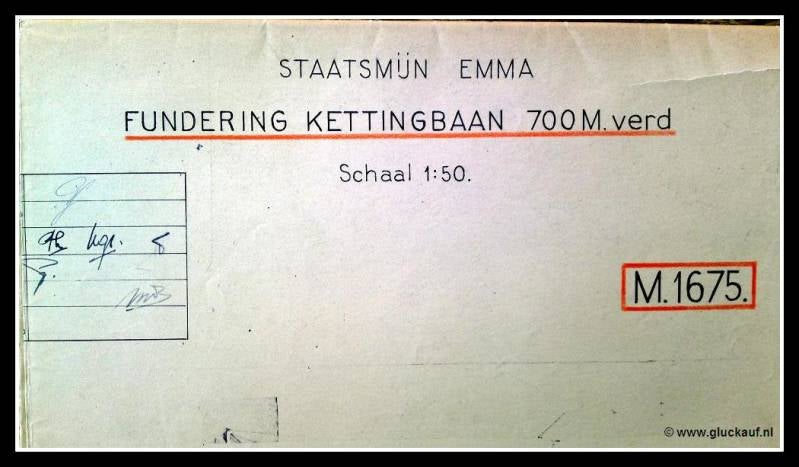 STAATSMIJN EMMA
FUNDERING KETTINGBAAN 700M.verd
Schaal 1:50.
M.1675.
© www.gluckauf.nl